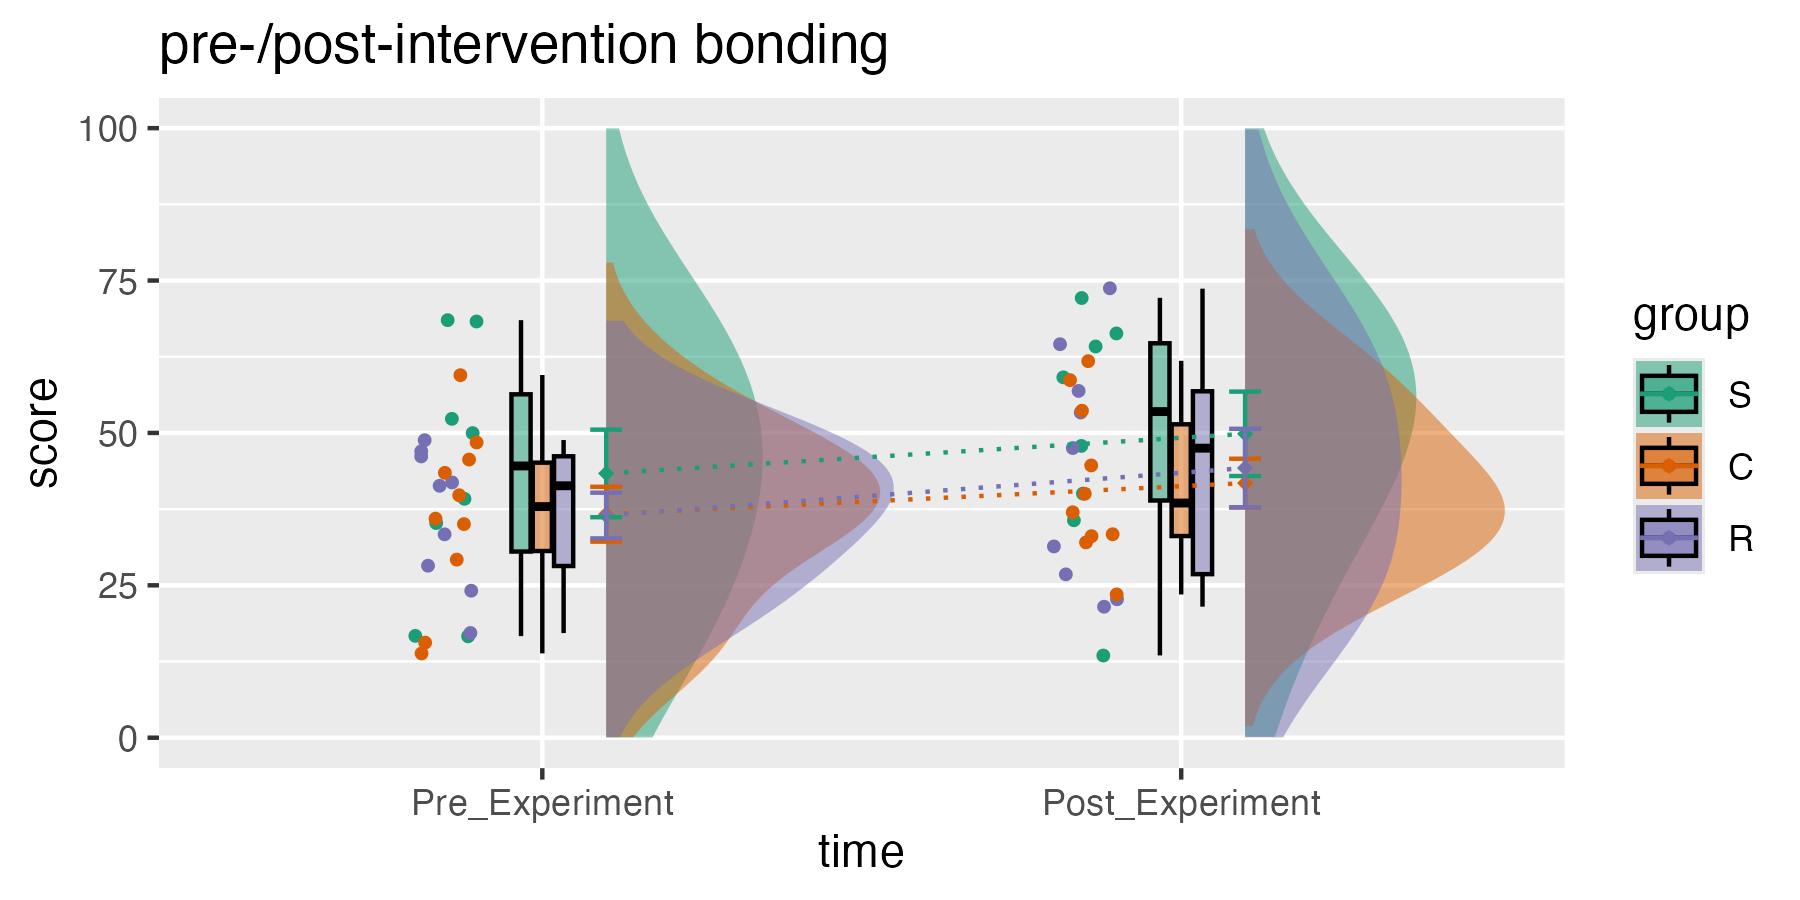 pre-/post-intervention bonding
100
75
50
25
0
score
Pre_Experiment
Post_Experiment
time
group
S
C
R